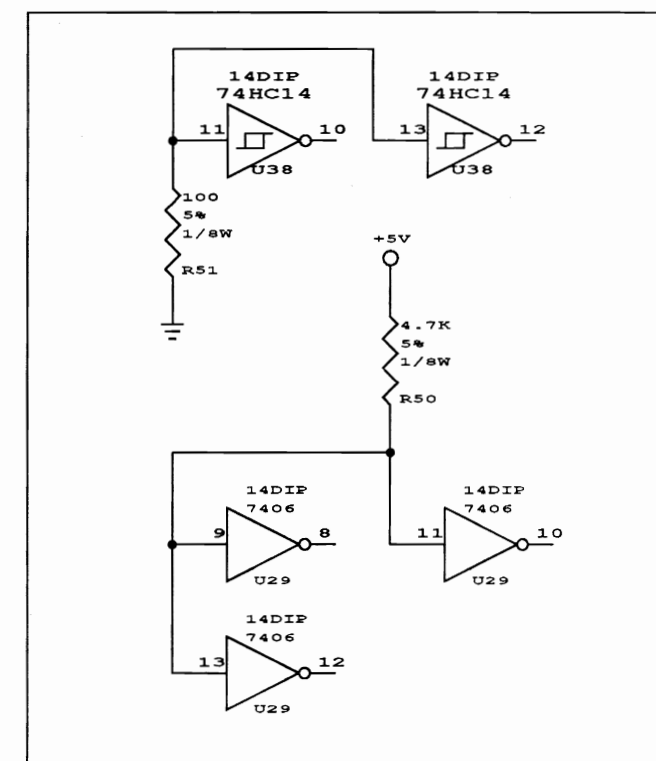 14DIP
74HC14
11
10
U38
14DIP
74HC14
13
12
U38
100
5%
1/8W
R51
+5V
4.7K
5%
1/8W
R50
14DIP
7406
9
8
U29
14DIP
7406
11
10
U29
14DIP
7406
13
12
U29